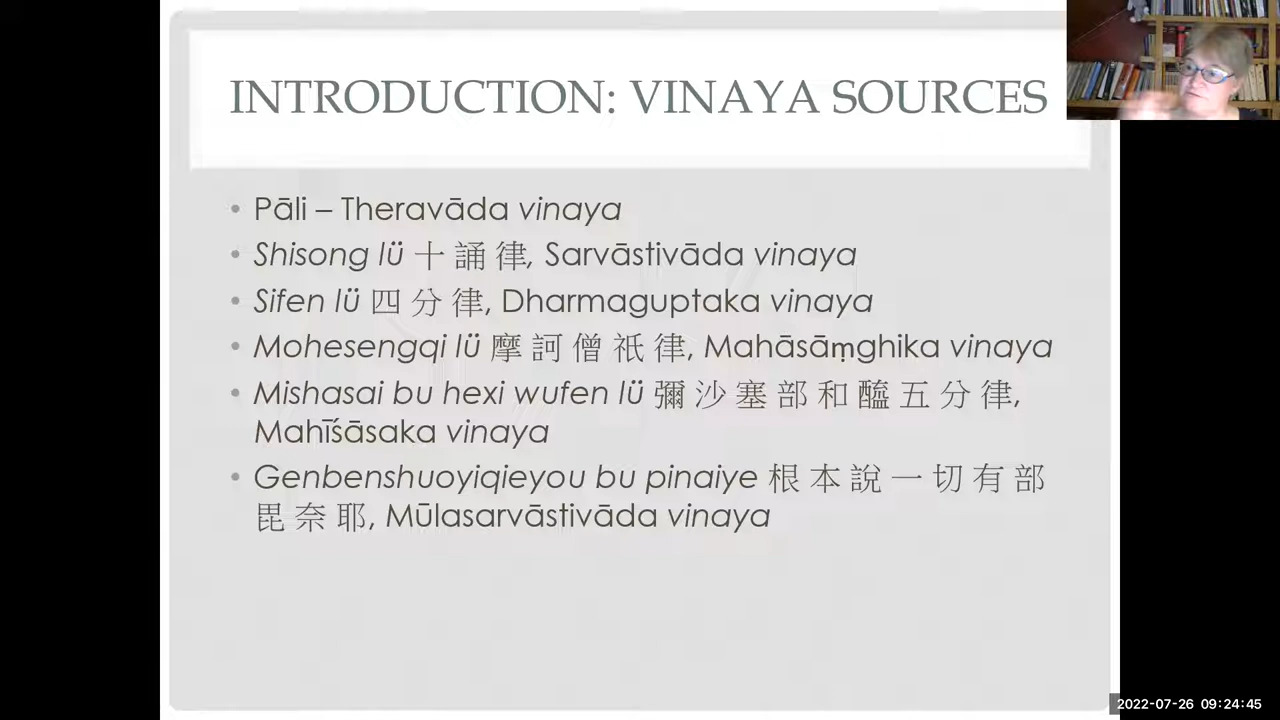 INTRODUCTION: VINAYA SOURCES
• Pāli – Theravāda vinaya
• Shisong lü 十誦律, Sarvāstivāda vinaya
• Sifen lü 四分律, Dharmaguptaka vinaya
• Mohesengqi lü 摩訶僧祇律, Mahāsāṃghika vinaya
• Mishasai bu hexi wufen lü 彌沙塞部和醯五分律,
Mahīśāsaka vinaya
• Genbenshuoyiqieyou bu pinaiye 根本說一切有部
毘奈耶, Mūlasarvāstivāda vinaya
2022-07-26 09:24:45